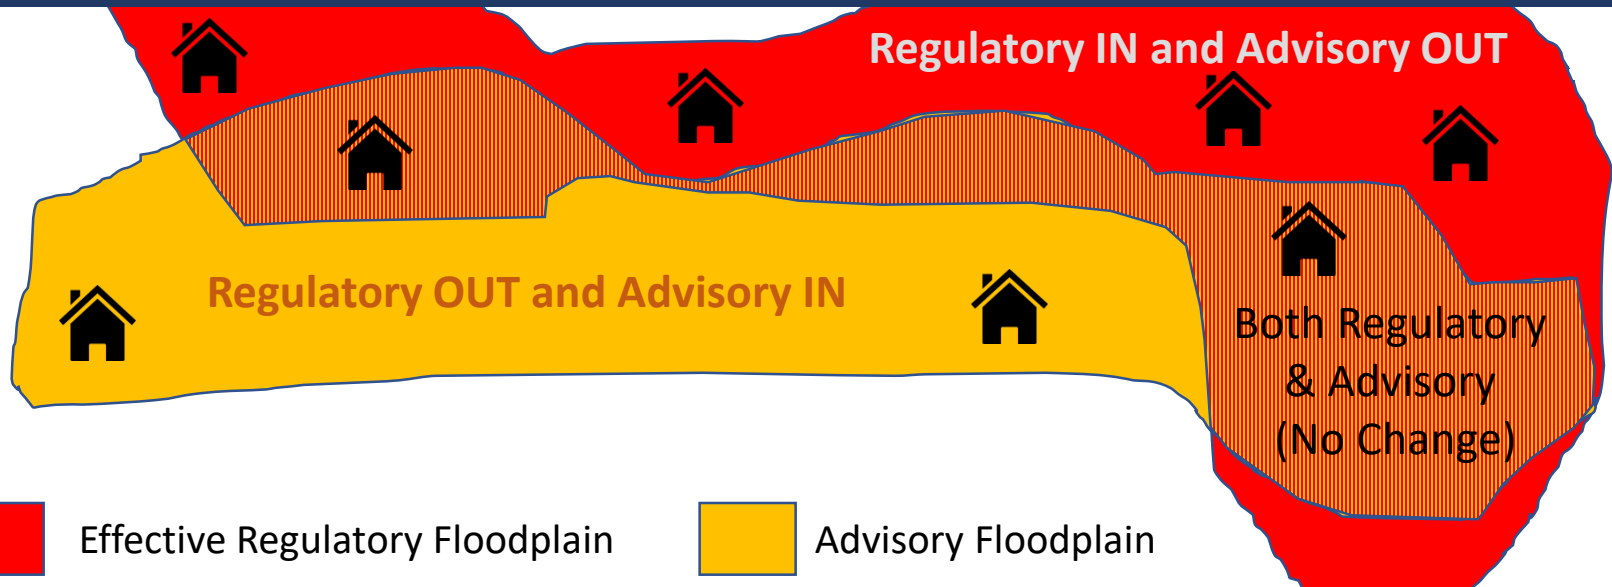 Regulatory IN and Advisory OUT
Regulatory OUT and Advisory IN
Both Regulatory
& Advisory
(No Change)
Effective Regulatory Floodplain
Advisory Floodplain